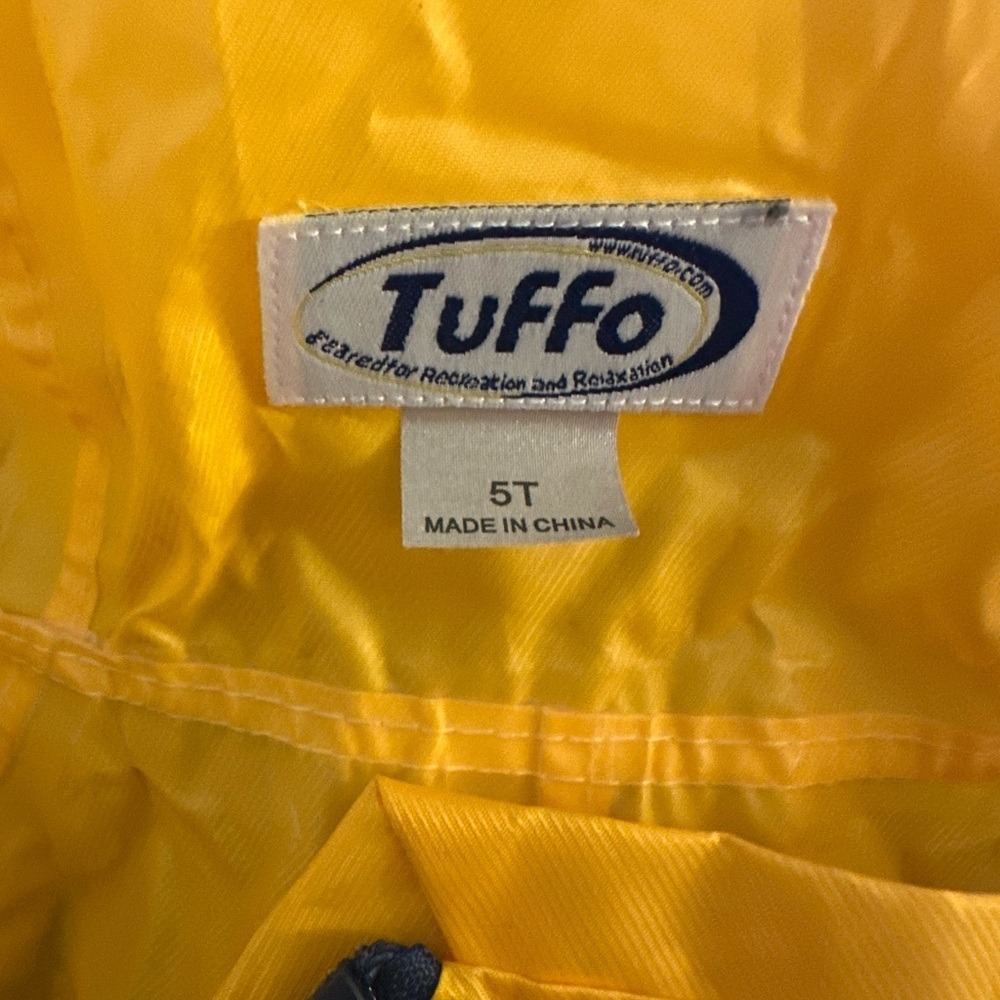 www.tuffo.com
Tuffo
Geared for Recreation and Relaxation
5T
MADE IN CHINA